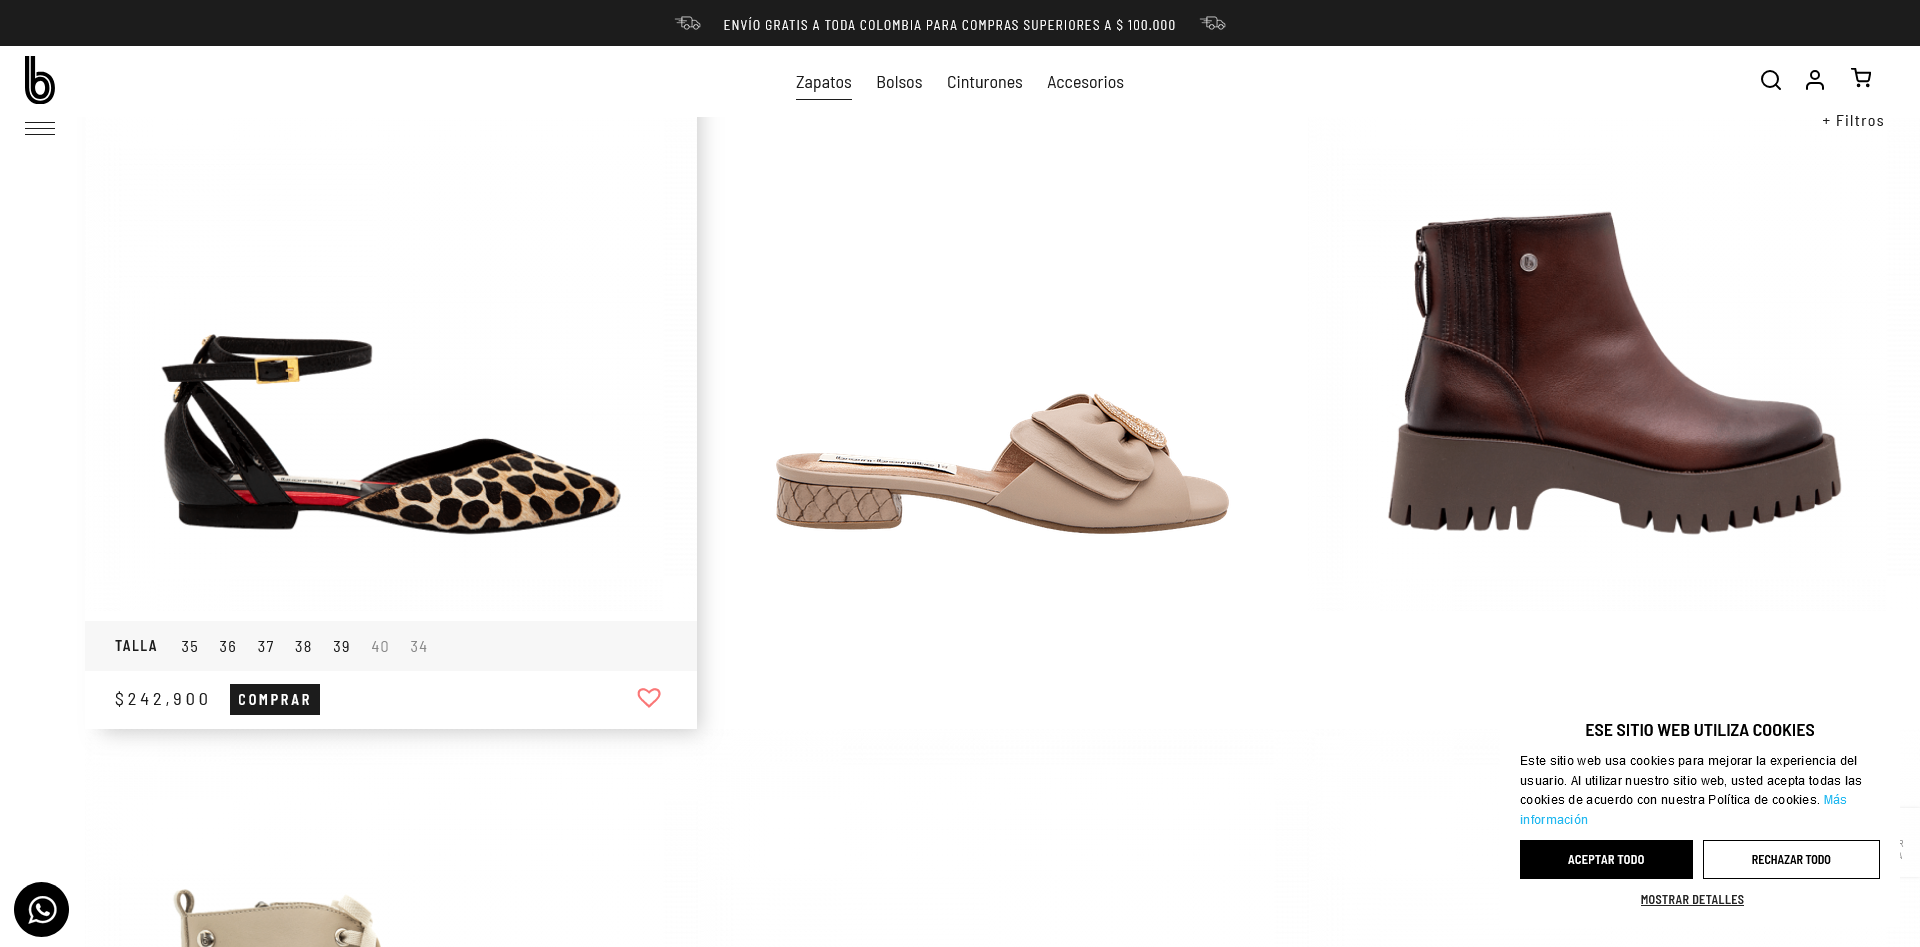 ENVÍO GRATIS A TODA COLOMBIA PARA COMPRAS SUPERIORES A $ 100.000
b
Zapatos Bolsos Cinturones Accesorios
+ Filtros
b
TALLA 35 36 37 38 39 40 34
$242,900 COMPRAR
ESE SITIO WEB UTILIZA COOKIES
Este sitio web usa cookies para mejorar la experiencia del
usuario. Al utilizar nuestro sitio web, usted acepta todas las
cookies de acuerdo con nuestra Política de cookies. Más
información
ACEPTAR TODO RECHAZAR TODO
MOSTRAR DETALLES